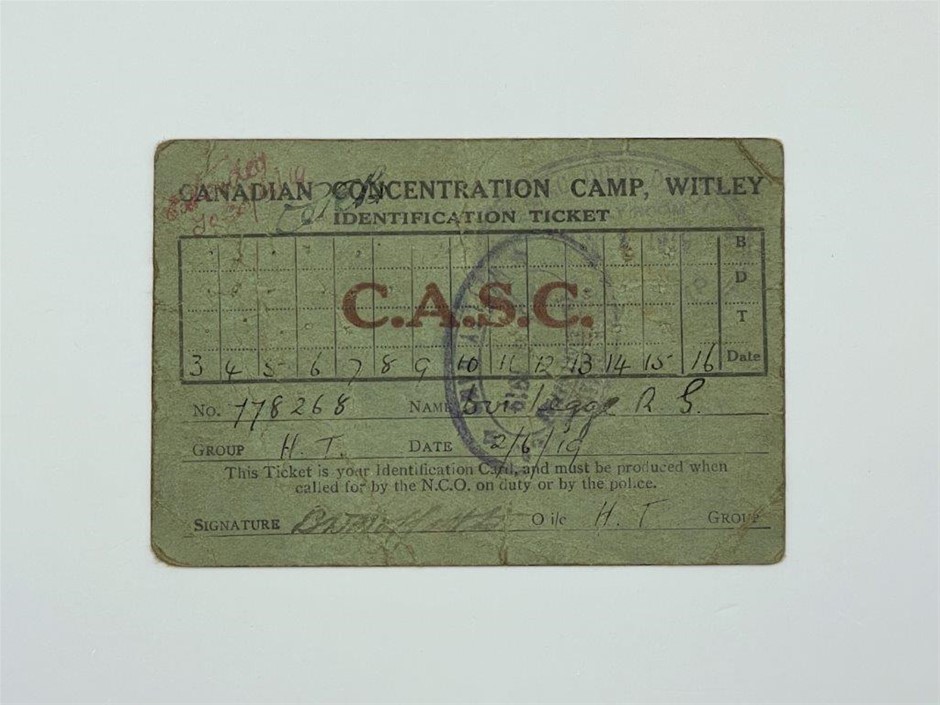 CANADIAN CONCENTRATION CAMP, WITLEY
IDENTIFICATION TICKET
B
D
C.A.S.C.
T
3 4 5 6 7 8 9 10 11 12 13 14 15 16 Date
No. 778268 NAME R. G.
GROUP H. T. DATE 2/6/19
This Ticket is your Identification Card, and must be produced when
called for by the N.C.O. on duty or by the police.
SIGNATURE O i/c H. T GROUP